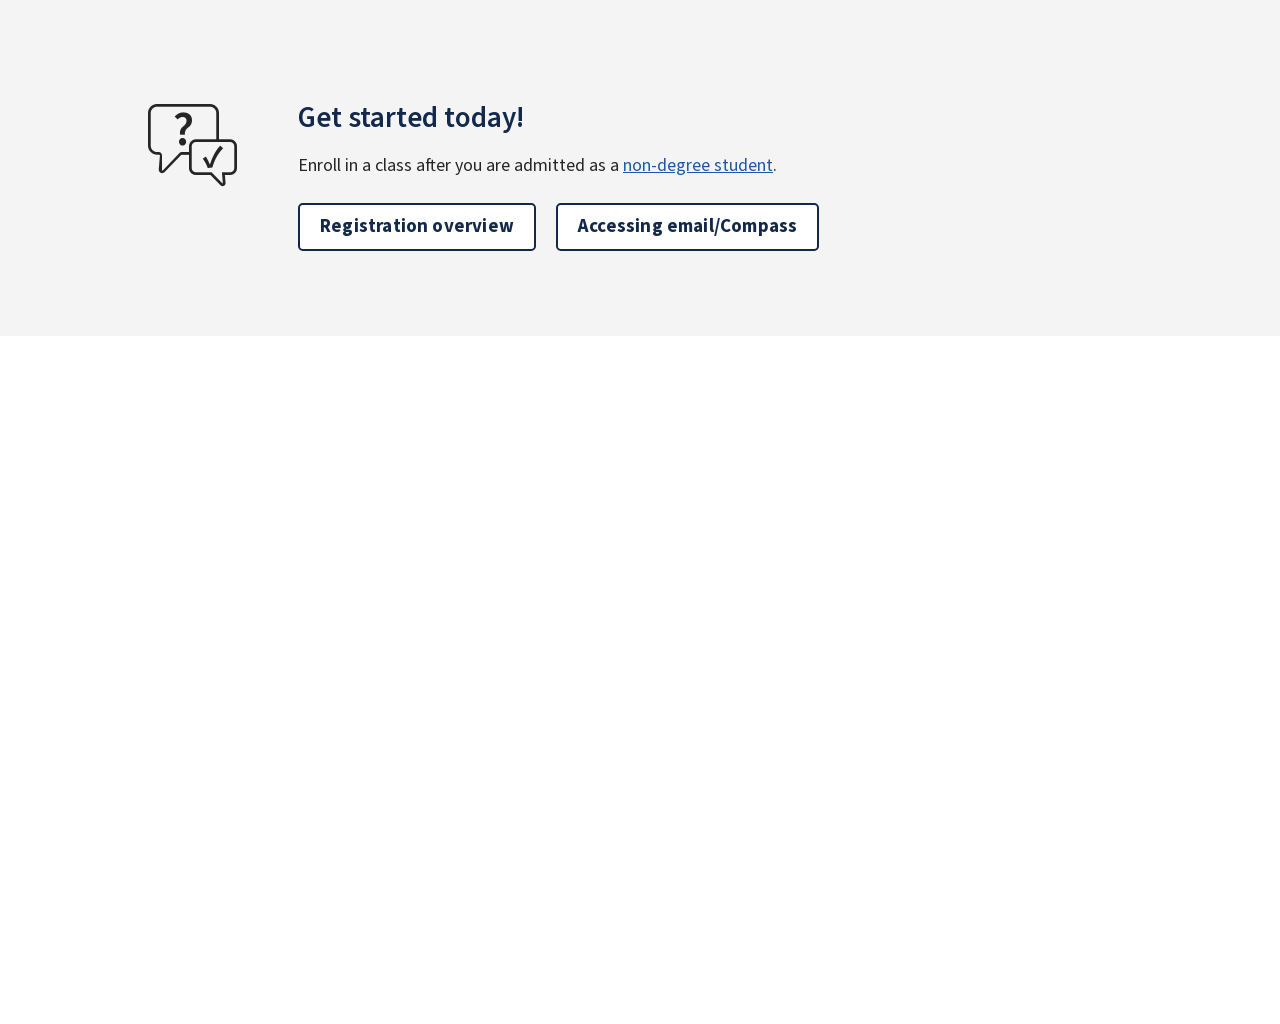 Get started today!
Enroll in a class after you are admitted as a non-degree student.
Registration overview
Accessing email/Compass